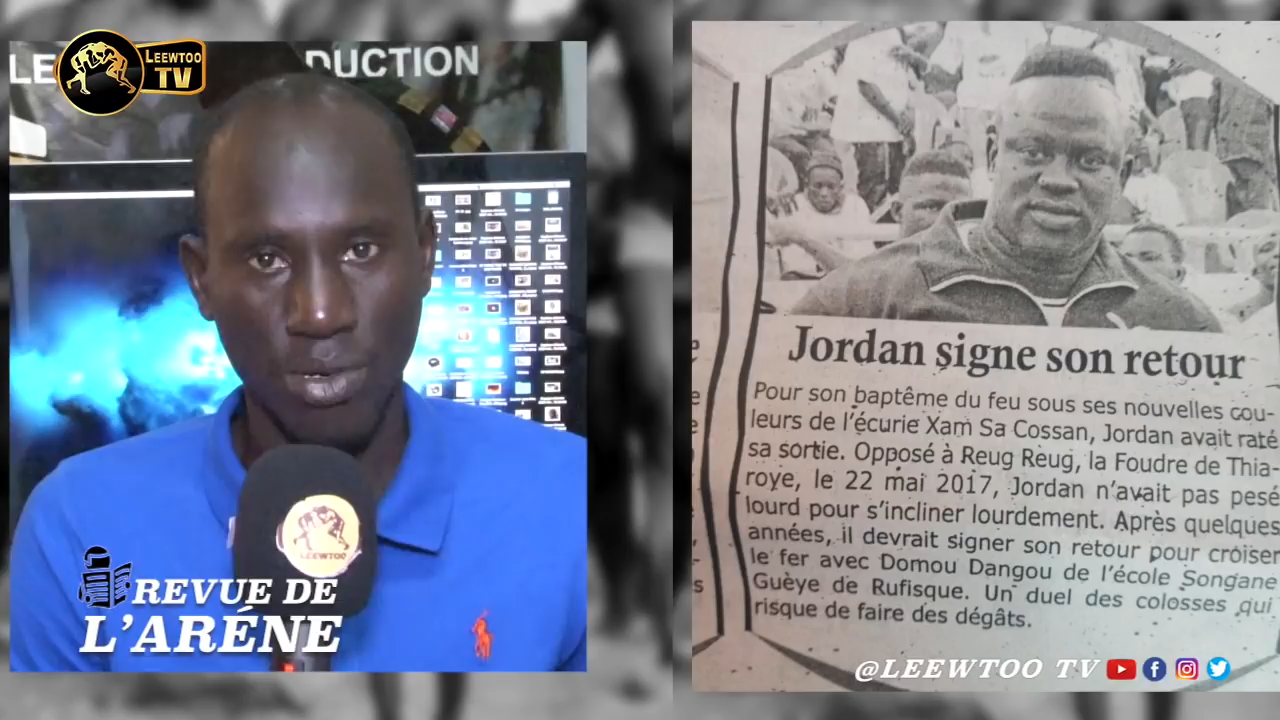 LE
DUCTION
LEEWTOO
TV
LEEWTOO
REVUE DE
L'ARÉNE
Jordan signe son retour
Pour son baptême du feu sous ses nouvelles cou-
leurs de l'écurie Xam Sa Cossan, Jordan avait raté
sa sortie. Opposé à Reug Reug, la Foudre de Thia-
roye, le 22 mai 2017, Jordan n'avait pas pesé
lourd pour s'incliner lourdement. Après quelques
années, il devrait signer son retour pour croiser
le fer avec Domou Dangou de l'école Songane
Guèye de Rufisque. Un duel des colosses qui
risque de faire des dégâts.
@LEEWTOO TV